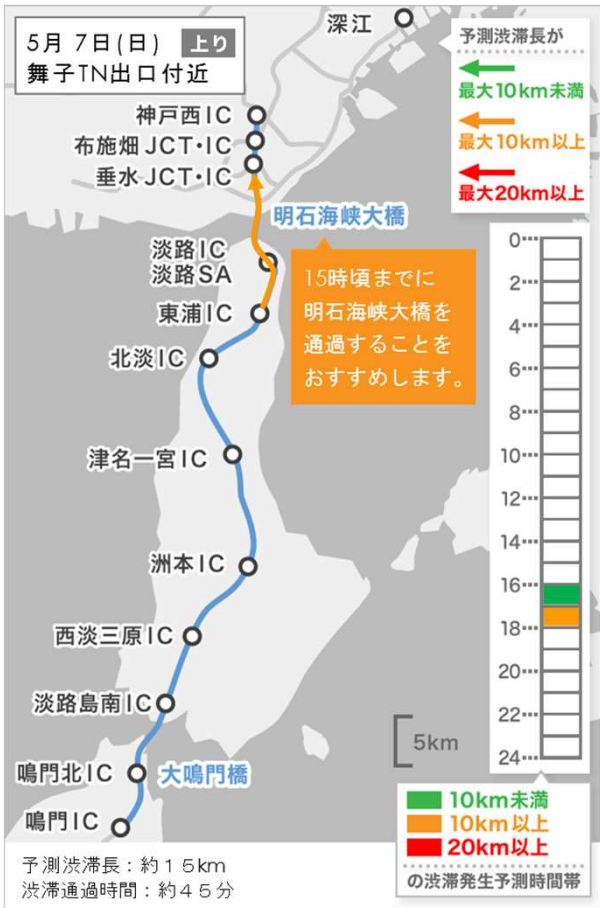 5月 7日(日) 上り
舞子TN出口付近
深江
予測渋滞長が
最大10km未満
最大10km以上
最大20km以上
神戸西IC
布施畑JCT・IC
垂水JCT・IC
明石海峡大橋
淡路IC
淡路SA
東浦IC
北淡IC
津名一宮IC
洲本IC
西淡三原IC
淡路島南IC
鳴門北IC
大鳴門橋
鳴門IC
15時頃までに
明石海峡大橋を
通過することを
おすすめします。
0
2
4
6
8
10
12
14
16
18
20
22
24
5km
10km未満
10km以上
20km以上
の渋滞発生予測時間帯
予測渋滞長：約15km
渋滞通過時間：約45分